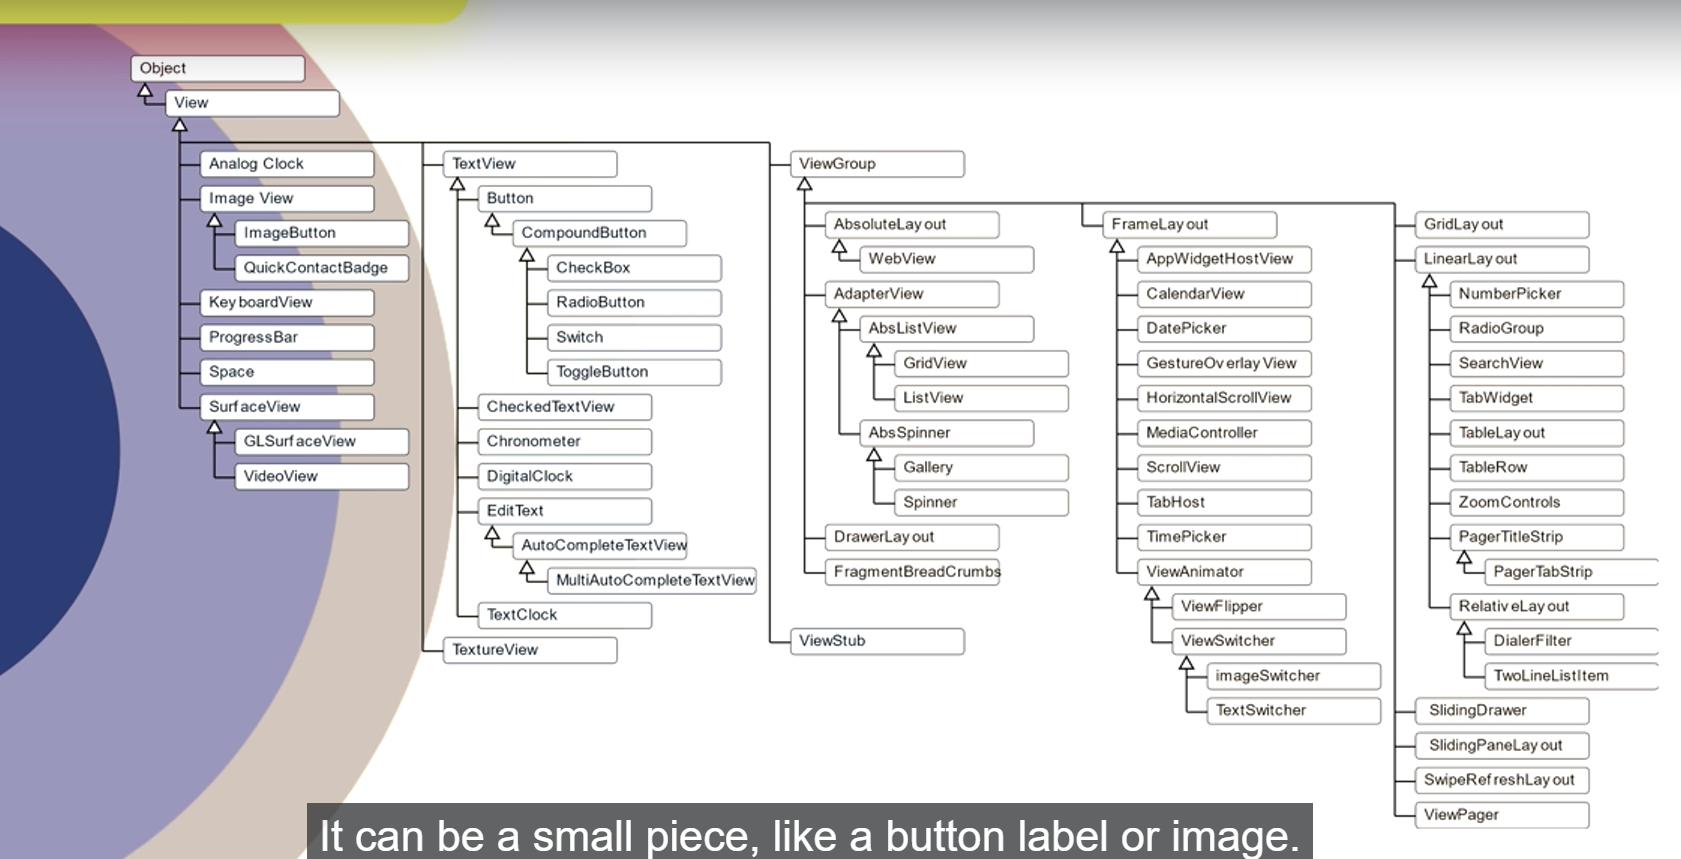 Object
View
Analog Clock
Image View
ImageButton
QuickContactBadge
KeyboardView
ProgressBar
Space
SurfaceView
GLSurfaceView
VideoView
TextView
Button
CompoundButton
CheckBox
RadioButton
Switch
ToggleButton
CheckedTextView
Chronometer
DigitalClock
EditText
AutoCompleteTextView
MultiAutoCompleteTextView
TextClock
TextureView
ViewGroup
AbsoluteLayout
WebView
AdapterView
AbsListView
GridView
ListView
AbsSpinner
Gallery
Spinner
DrawerLayout
FragmentBreadCrumbs
ViewStub
FrameLayout
AppWidgetHostView
CalendarView
DatePicker
GestureOverlayView
HorizontalScrollView
MediaController
ScrollView
TabHost
TimePicker
ViewAnimator
ViewFlipper
ViewSwitcher
imageSwitcher
TextSwitcher
GridLayout
LinearLayout
NumberPicker
RadioGroup
SearchView
TabWidget
TableLayout
TableRow
ZoomControls
PagerTitleStrip
PagerTabStrip
RelativeLayout
DialerFilter
TwoLineListItem
SlidingDrawer
SlidingPaneLayout
SwipeRefreshLayout
ViewPager
It can be a small piece, like a button label or image.